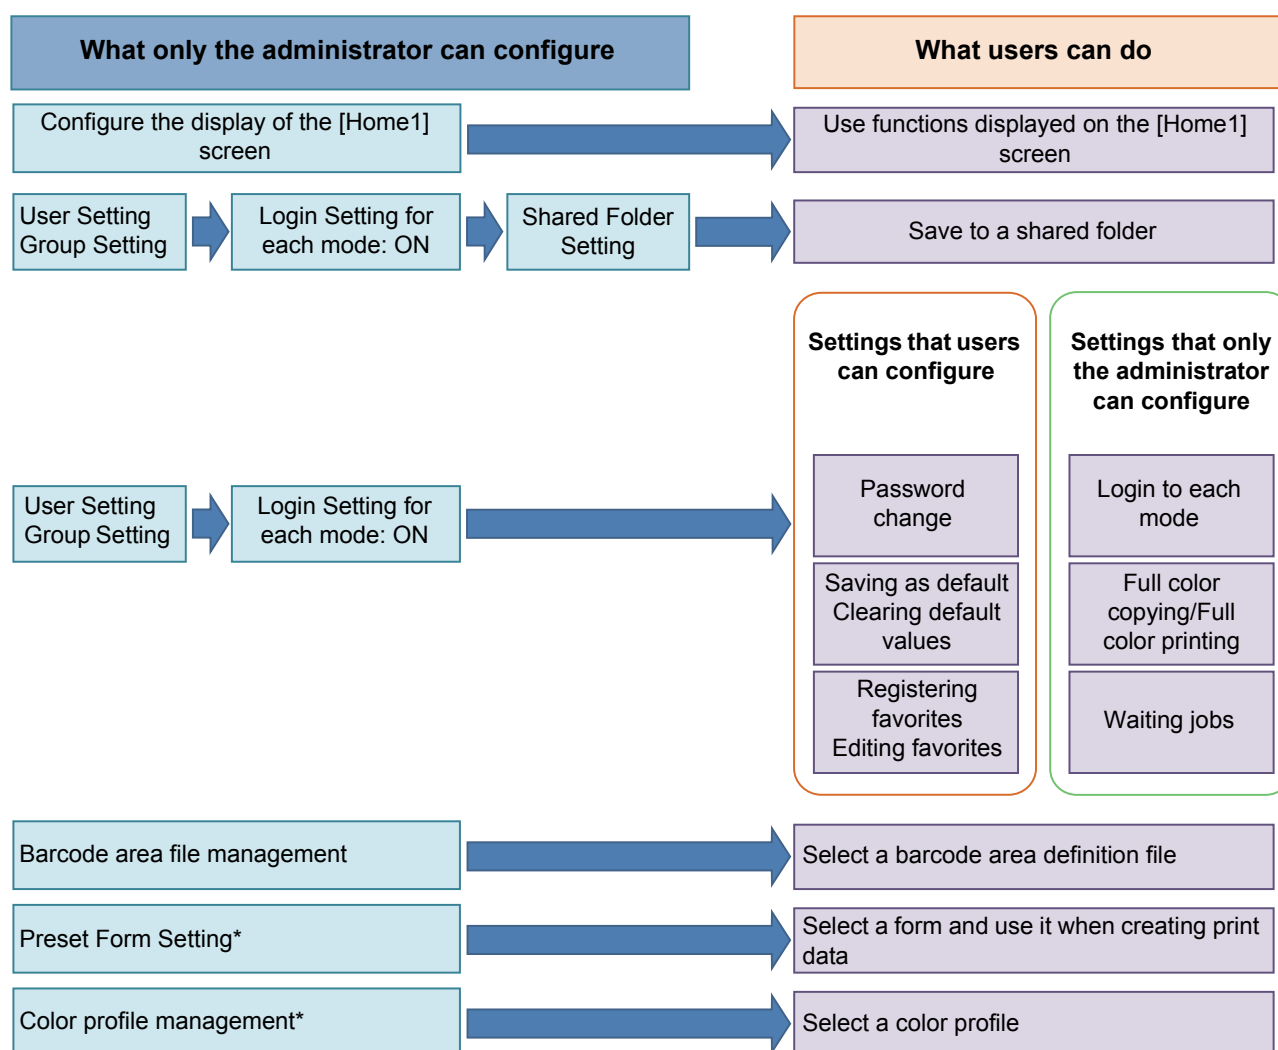 What only the administrator can configure
What users can do
Configure the display of the [Home1]
screen
Use functions displayed on the [Home1]
screen
User Setting
Group Setting
Login Setting for
each mode: ON
Shared Folder
Setting
Save to a shared folder
Settings that users
can configure
Settings that only
the administrator
can configure
User Setting
Group Setting
Login Setting for
each mode: ON
Password
change
Login to each
mode
Saving as default
Clearing default
values
Full color
copying/Full
color printing
Registering
favorites
Editing favorites
Waiting jobs
Barcode area file management
Select a barcode area definition file
Preset Form Setting*
Select a form and use it when creating print
data
Color profile management*
Select a color profile